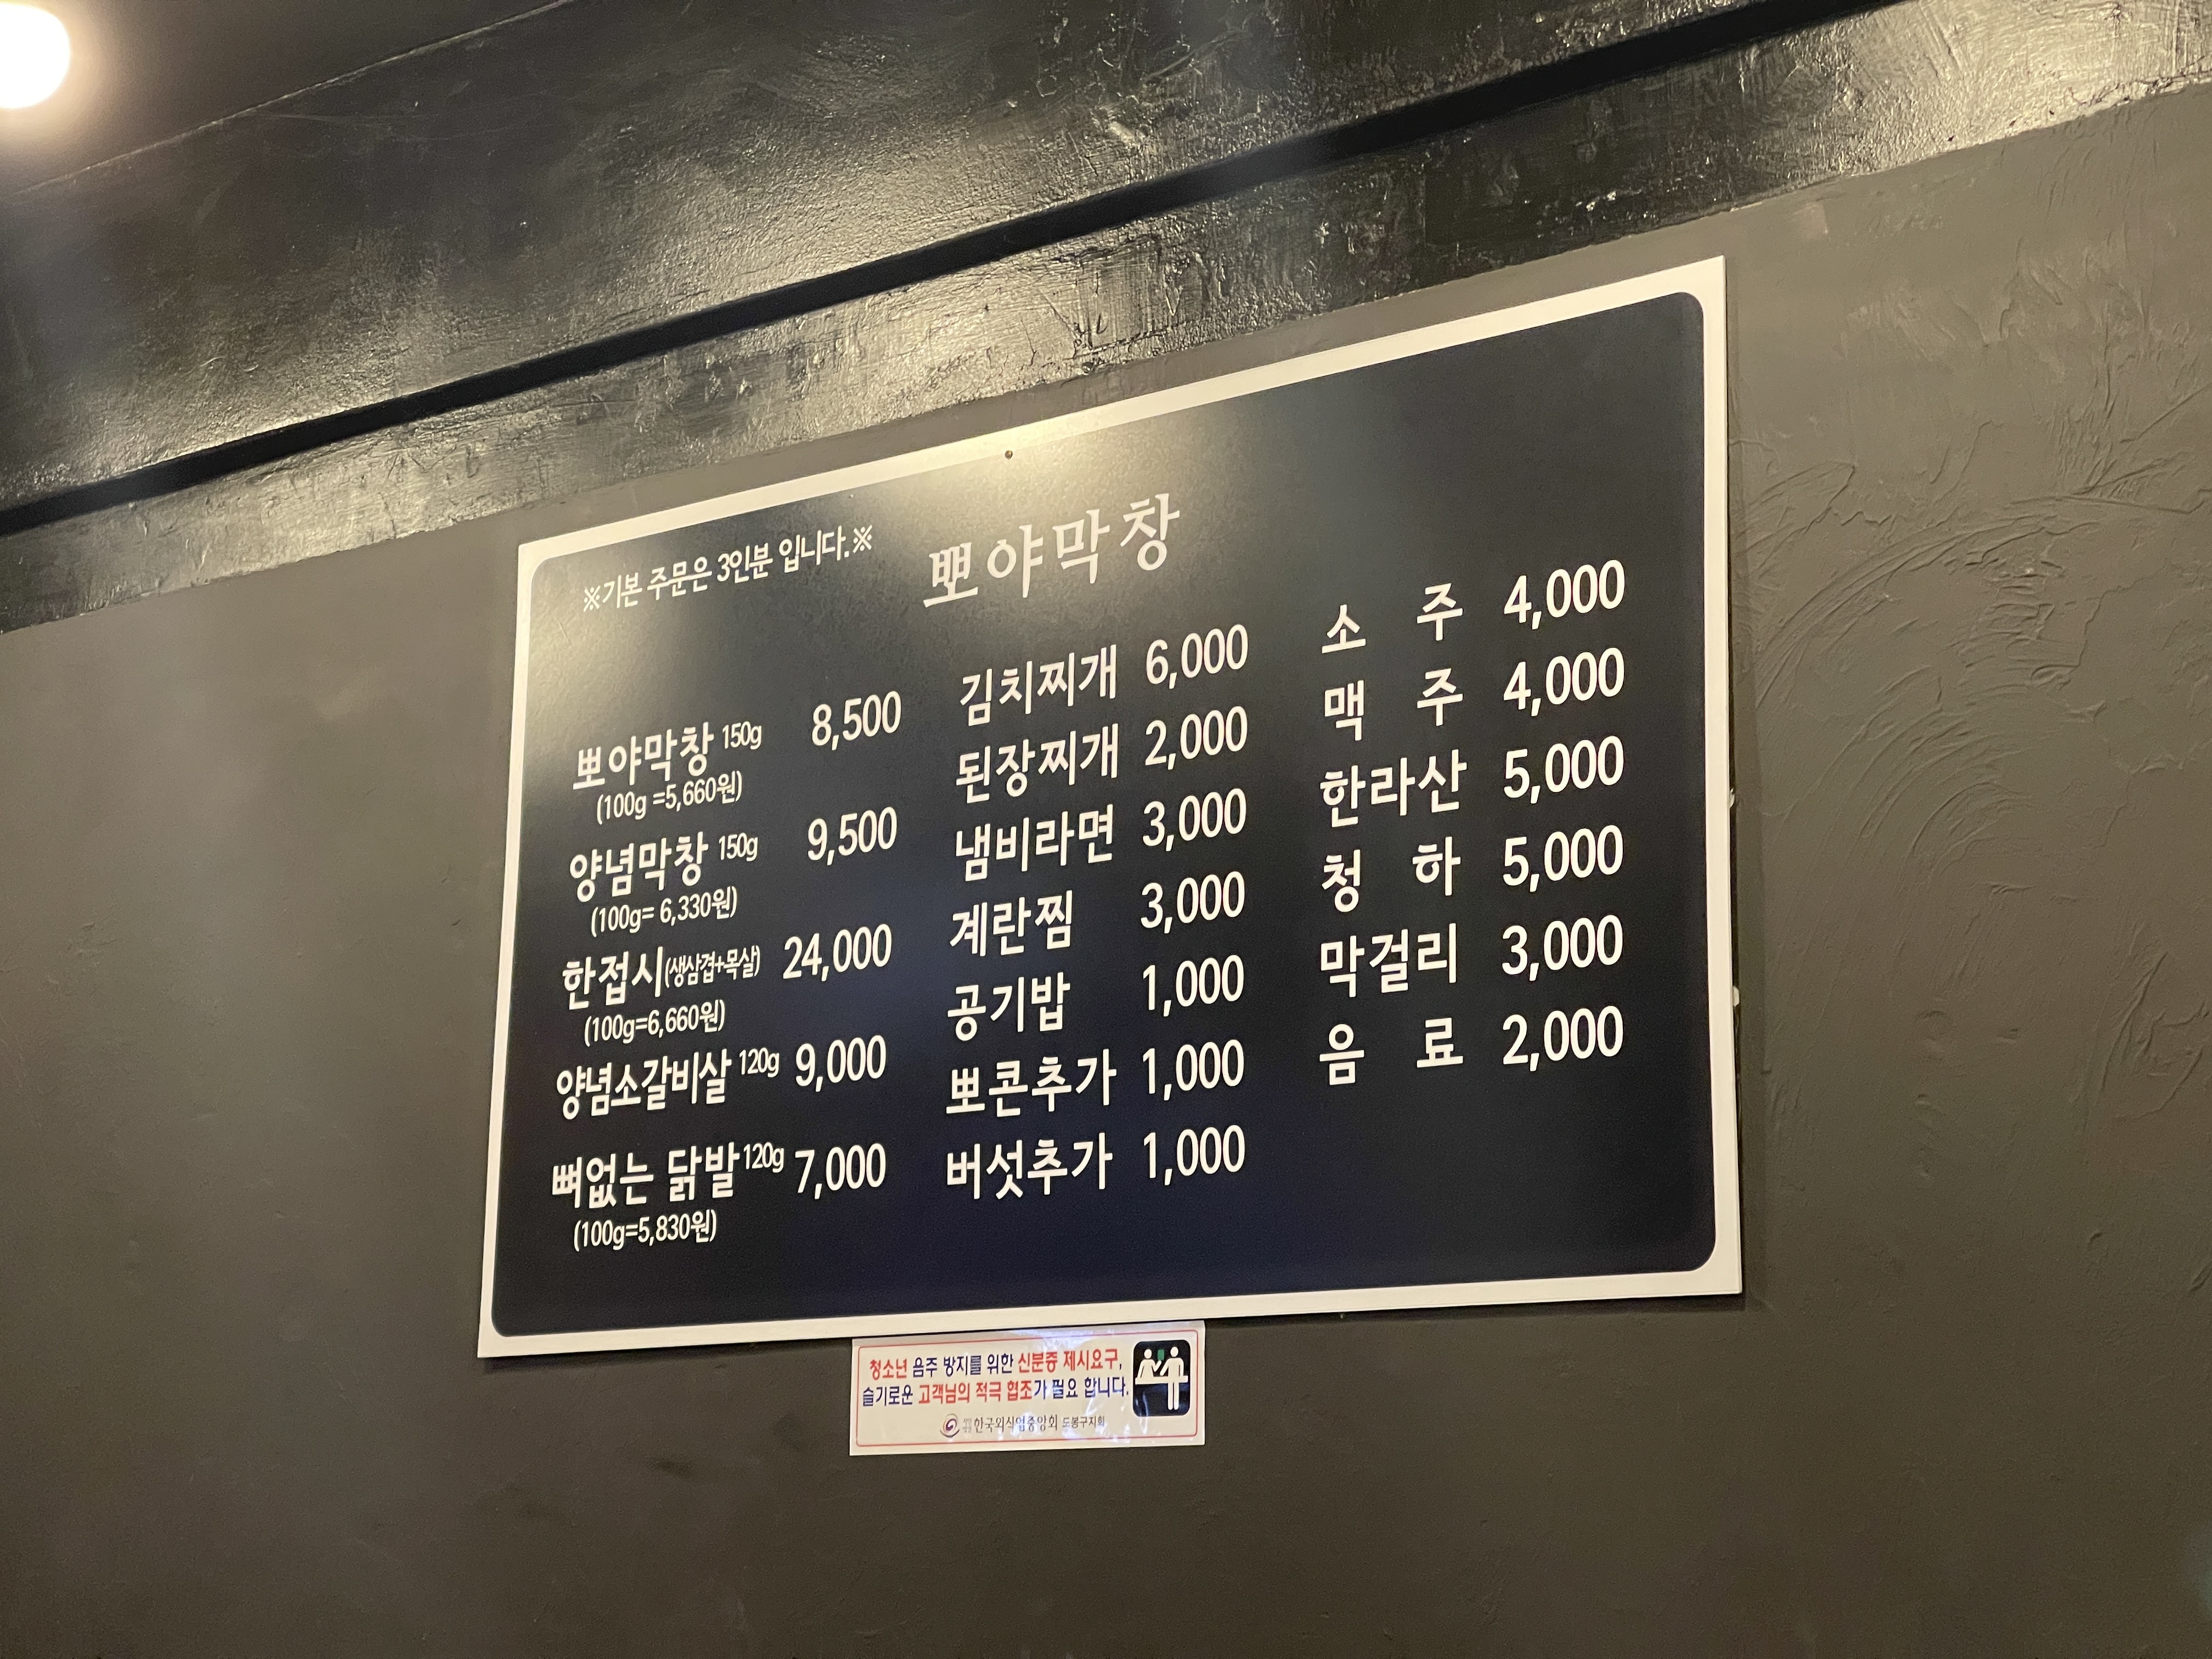 ※기본 주문은 3인분 입니다.※
뽀야막창
뽀야막창 150g 8,500
(100g =5,660원)
양념막창 150g 9,500
(100g= 6,330원)
한접시(생삼겹+목살) 24,000
(100g=6,660원)
양념소갈비살 120g 9,000
뼈없는 닭발 120g 7,000
(100g=5,830원)
김치찌개 6,000
된장찌개 2,000
냄비라면 3,000
계란찜 3,000
공기밥 1,000
뽀콘추가 1,000
버섯추가 1,000
소 주 4,000
맥 주 4,000
한라산 5,000
청 하 5,000
막걸리 3,000
음 료 2,000
청소년 음주 방지를 위한 신분증 제시요구,
슬기로운 고객님의 적극 협조가 필요 합니다.
한국외식업중앙회 도봉구지회